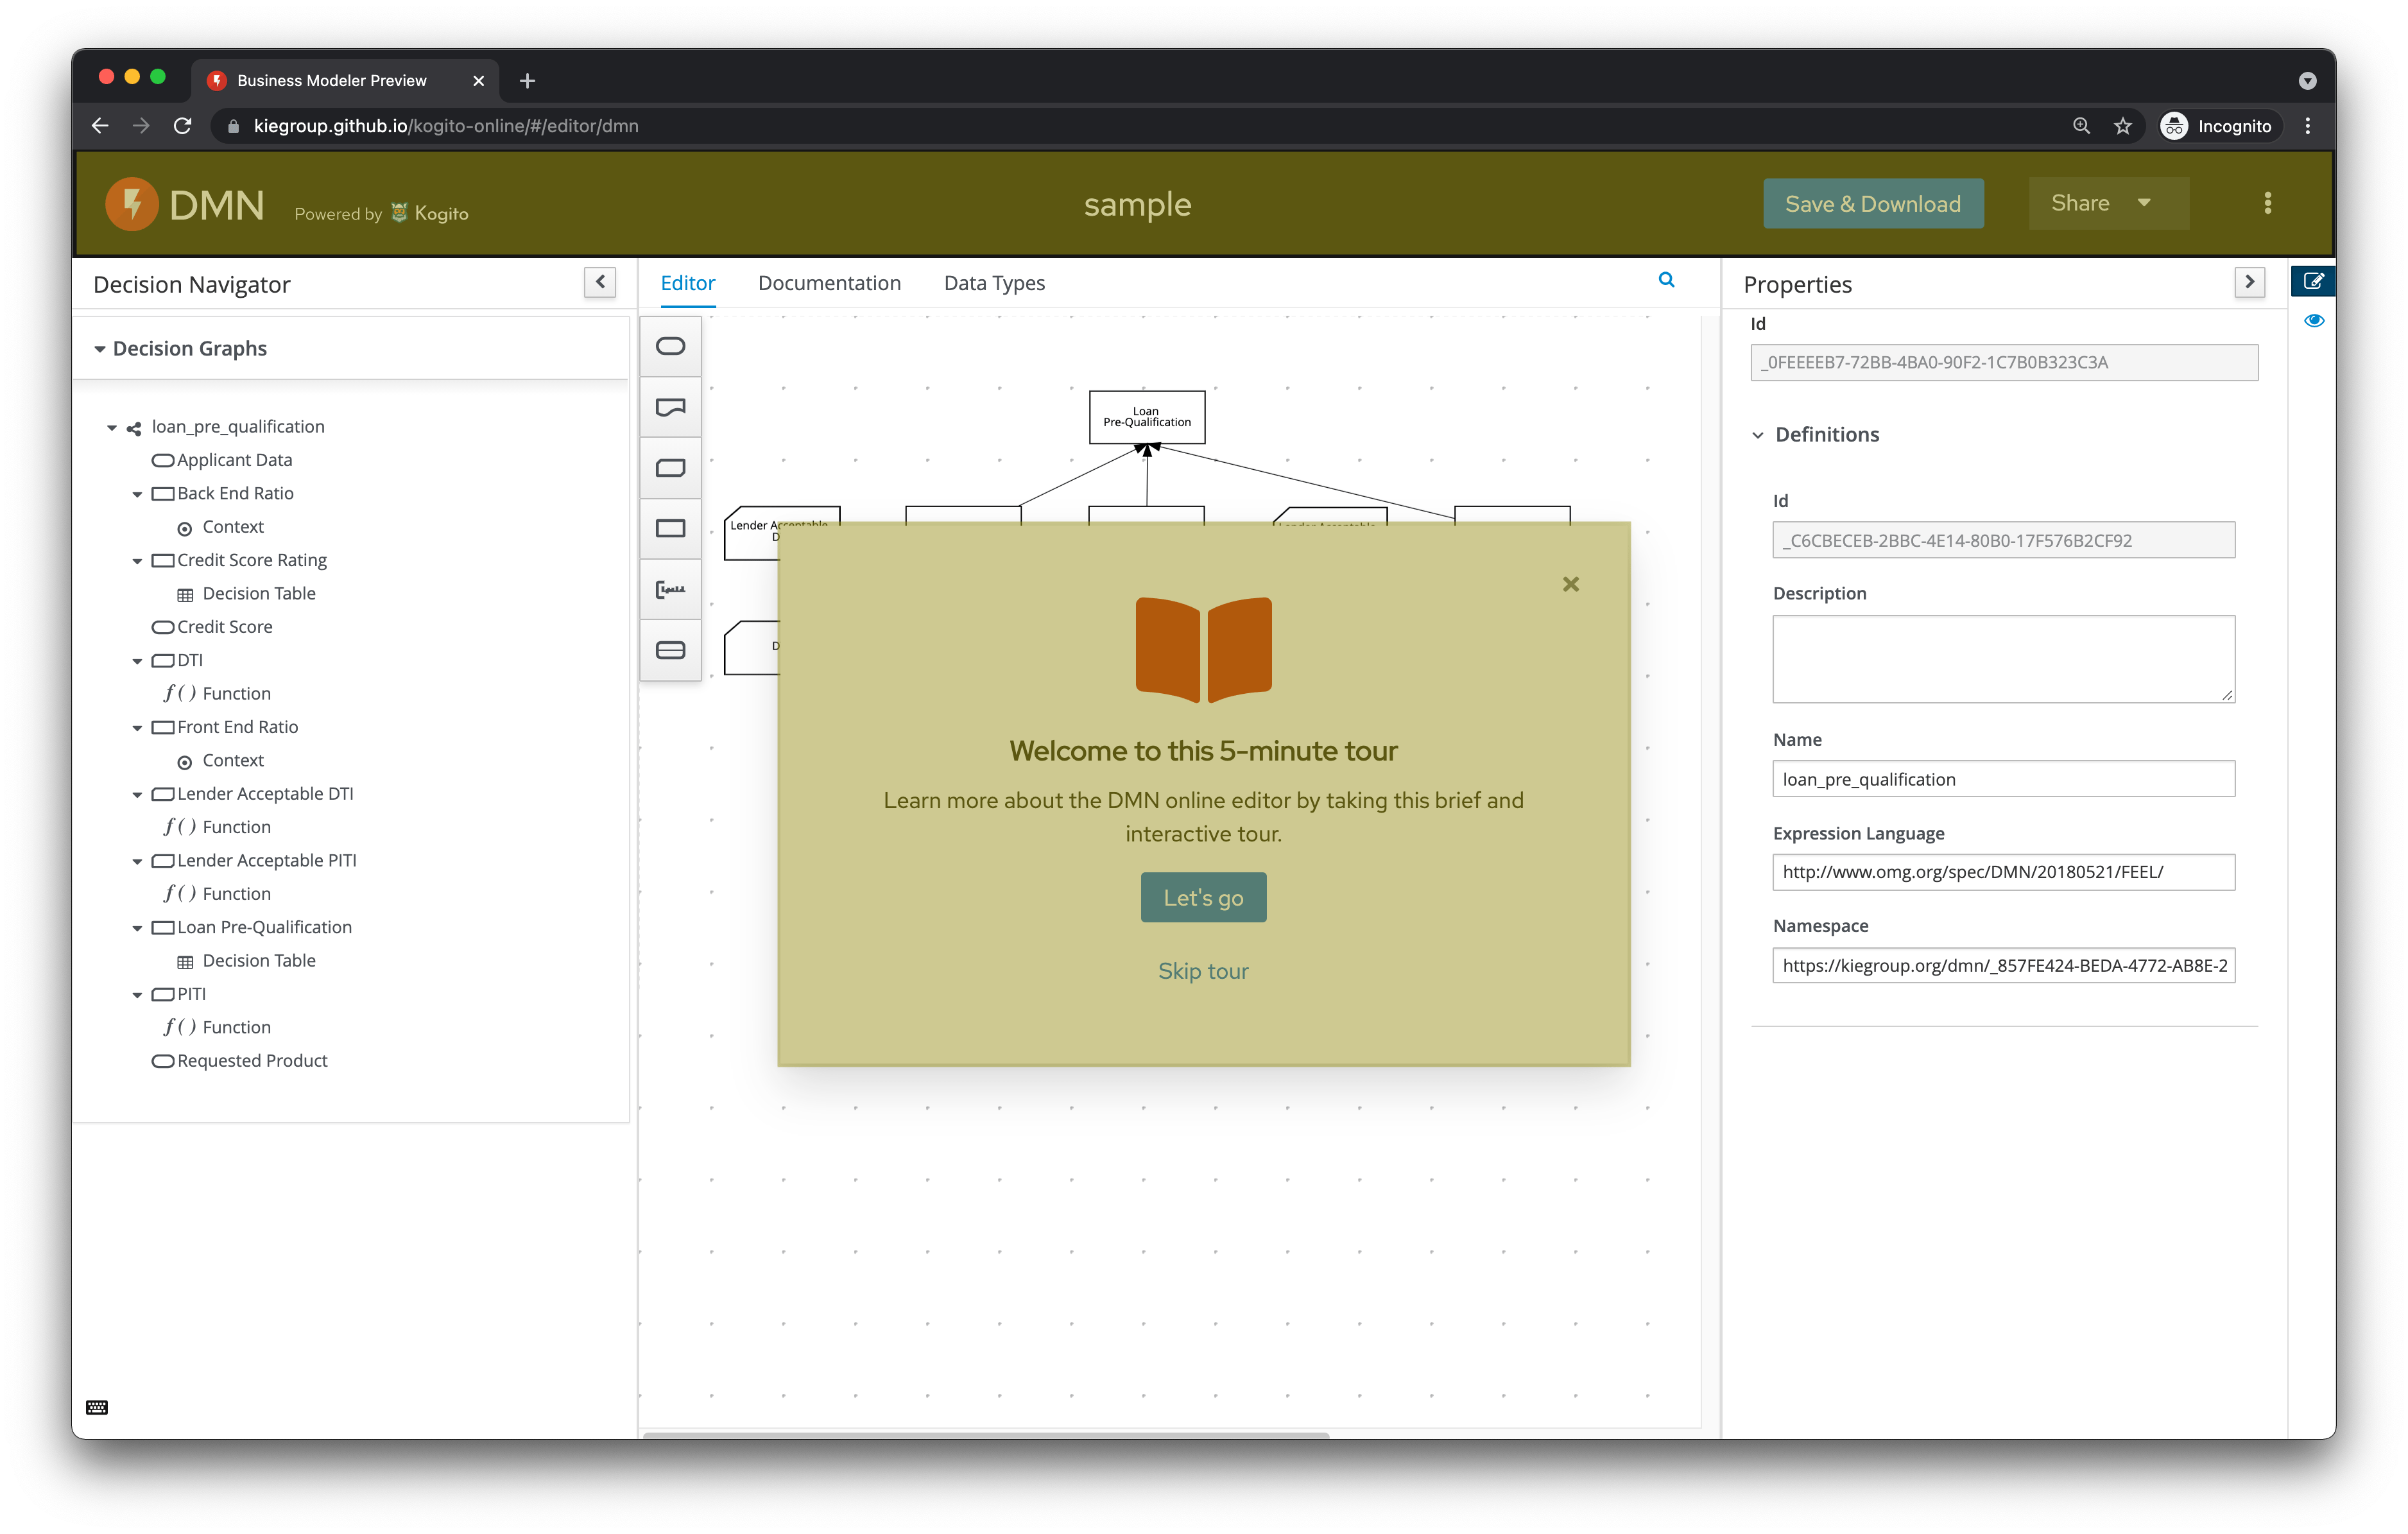 Business Modeler Preview
kiegroup.github.io/kogito-online/#/editor/dmn
Incognito
DMN
Powered by Kogito
sample
Save & Download
Share
Decision Navigator
Decision Graphs
loan_pre_qualification
Applicant Data
Back End Ratio
Context
Credit Score Rating
Decision Table
Credit Score
DTI
f ( ) Function
Front End Ratio
Context
Lender Acceptable DTI
f ( ) Function
Lender Acceptable PITI
f ( ) Function
Loan Pre-Qualification
Decision Table
PITI
f ( ) Function
Requested Product
Editor
Documentation
Data Types
Loan
Pre-Qualification
Lender Acceptable
D
Lender Acceptable
D
Welcome to this 5-minute tour
Learn more about the DMN online editor by taking this brief and
interactive tour.
Let's go
Skip tour
Properties
Id
_0FEEEEB7-72BB-4BA0-90F2-1C7B0B323C3A
Definitions
Id
_C6CBECEB-2BBC-4E14-80B0-17F576B2CF92
Description
Name
loan_pre_qualification
Expression Language
http://www.omg.org/spec/DMN/20180521/FEEL/
Namespace
https://kiegroup.org/dmn/_857FE424-BEDA-4772-AB8E-2